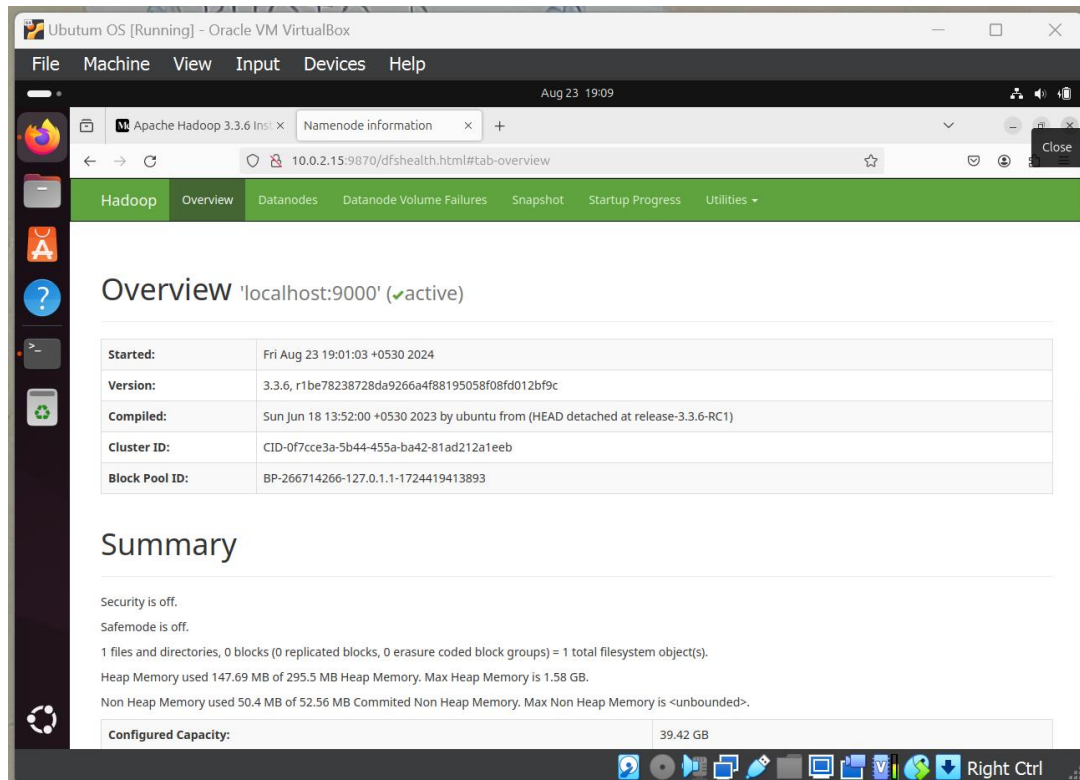 Ubutum OS [Running] - Oracle VM VirtualBox
File Machine View Input Devices Help
Aug 23 19:09
Apache Hadoop 3.3.6 Inst
Namenode information
Close
10.0.2.15:9870/dfshealth.html#tab-overview
Hadoop Overview Datanodes Datanode Volume Failures Snapshot Startup Progress Utilities
Overview 'localhost:9000' (✔active)
Started: Fri Aug 23 19:01:03 +0530 2024
Version: 3.3.6, r1be78238728da9266a4f88195058f08fd012bf9c
Compiled: Sun Jun 18 13:52:00 +0530 2023 by ubuntu from (HEAD detached at release-3.3.6-RC1)
Cluster ID: CID-0f7cce3a-5b44-455a-ba42-81ad212a1eeb
Block Pool ID: BP-266714266-127.0.1.1-1724419413893
Summary
Security is off.
Safemode is off.
1 files and directories, 0 blocks (0 replicated blocks, 0 erasure coded block groups) = 1 total filesystem object(s).
Heap Memory used 147.69 MB of 295.5 MB Heap Memory. Max Heap Memory is 1.58 GB.
Non Heap Memory used 50.4 MB of 52.56 MB Commited Non Heap Memory. Max Non Heap Memory is <unbounded>.
Configured Capacity: 39.42 GB
Right Ctrl